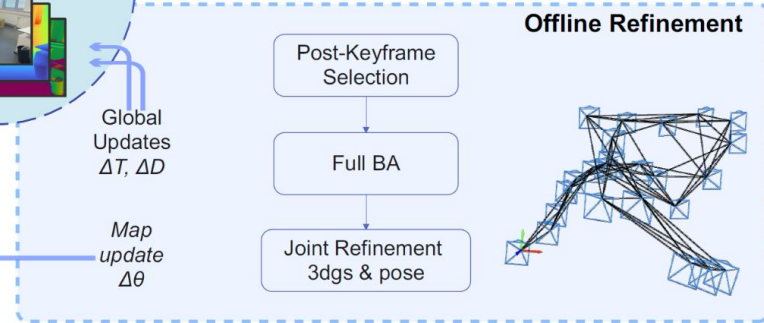 Offline Refinement
Post-Keyframe
Selection
Global
Updates
ΔT, ΔD
Full BA
Map
update
Δθ
Joint Refinement
3dgs & pose